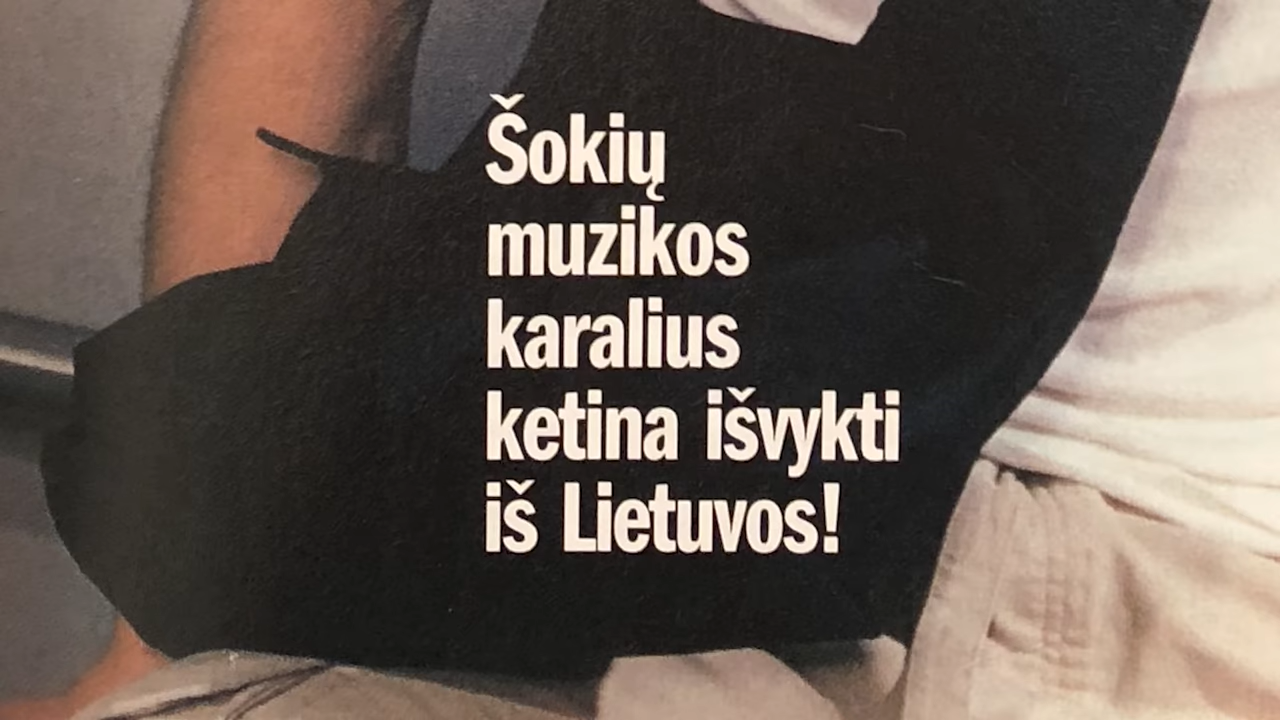 Šokių
muzikos
karalius
ketina išvykti
iš Lietuvos!